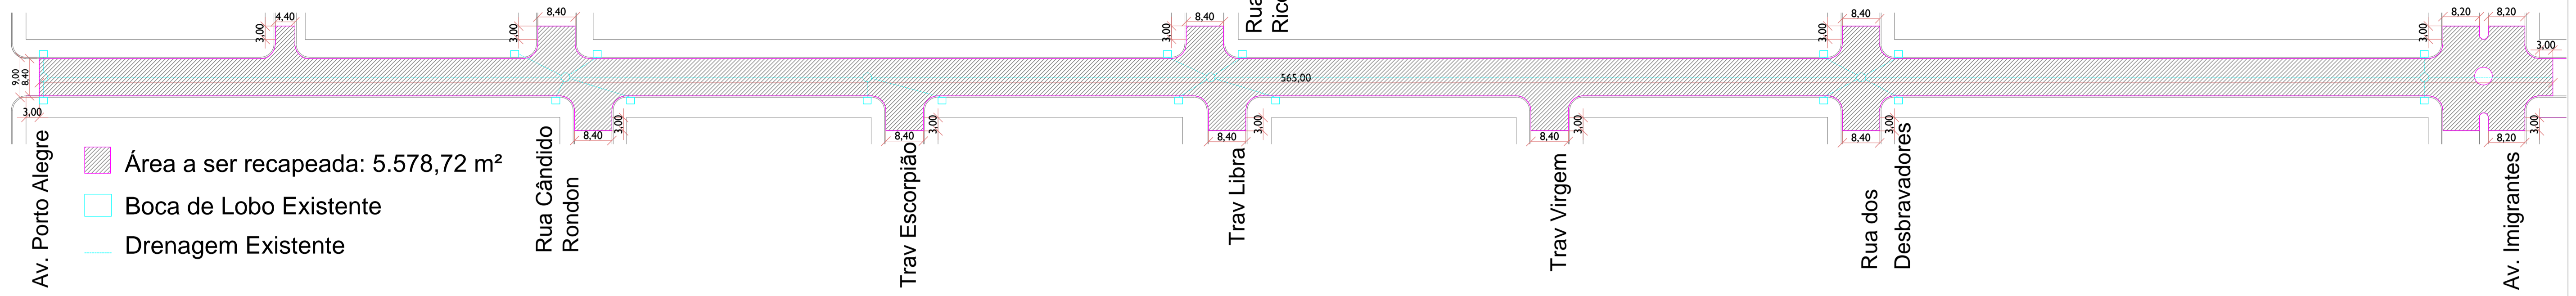 4,40
8,40
8,40
Rua
Rico
8,40
8,20
8,20
3,00
3,00
3,00
3,00
3,00
3,00
9,00
8,40
565,00
3,00
8,40
3,00
8,40
3,00
8,40
3,00
8,40
3,00
8,40
3,00
8,20
3,00
Av. Porto Alegre
Área a ser recapeada: 5.578,72 m²
Boca de Lobo Existente
Drenagem Existente
Rua Cândido
Rondon
Trav Escorpião
Trav Libra
Trav Virgem
Rua dos
Desbravadores
Av. Imigrantes